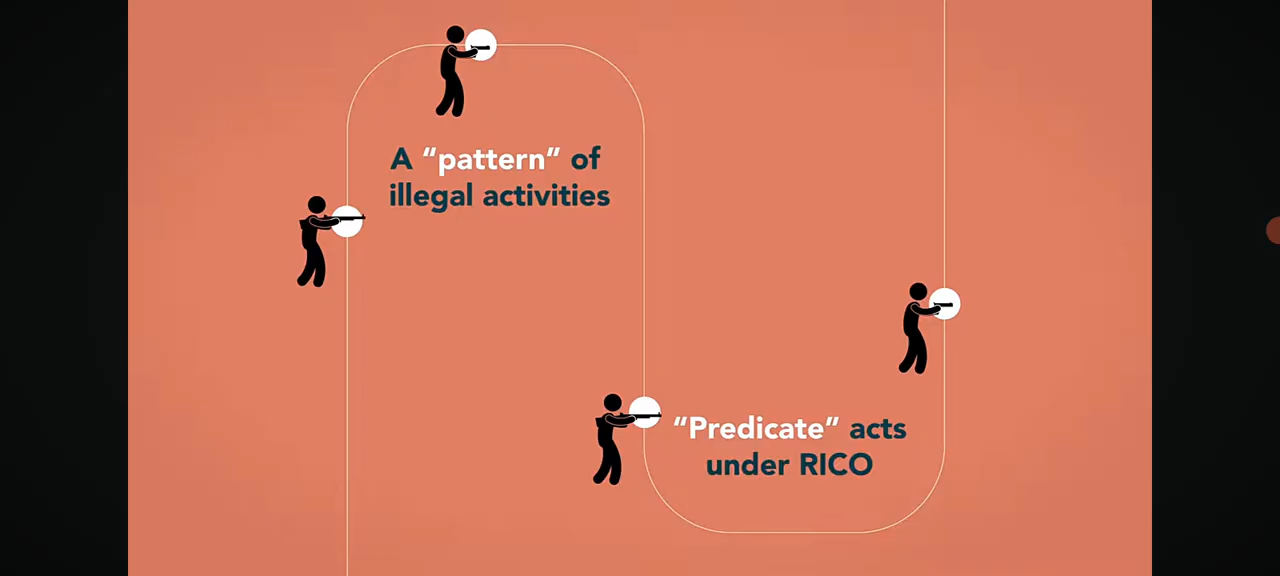 A “pattern” of
illegal activities
“Predicate” acts
under RICO